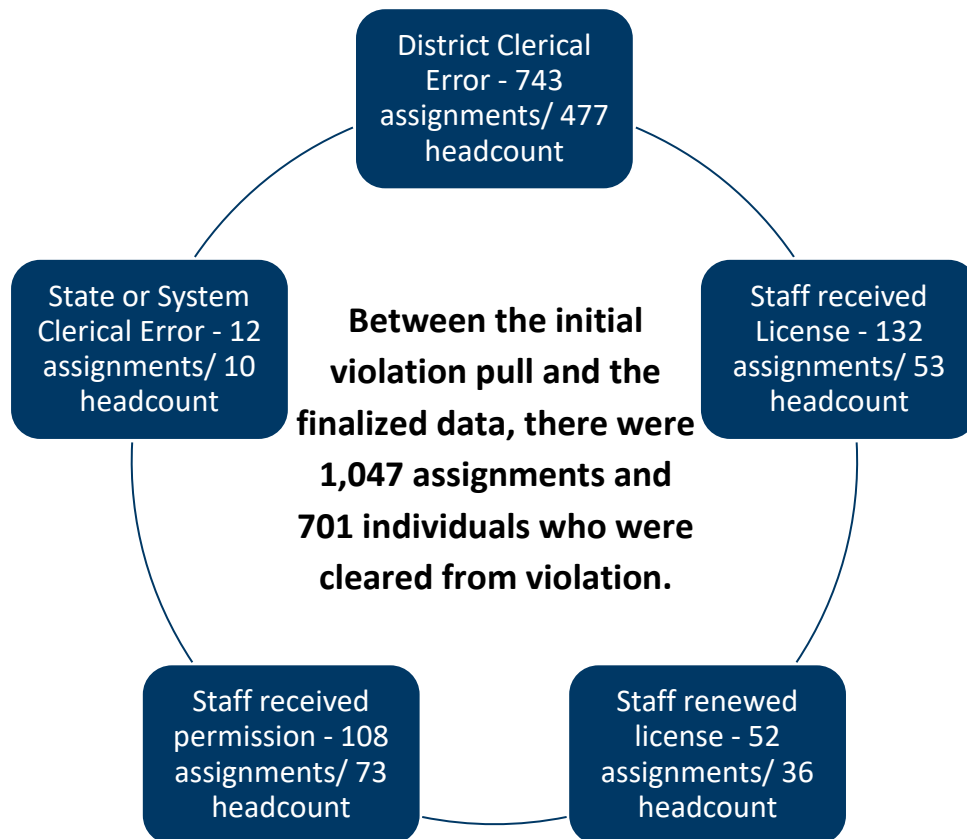 District Clerical
Error - 743
assignments/ 477
headcount
State or System
Clerical Error - 12
assignments/ 10
headcount
Between the initial
violation pull and the
finalized data, there were
1,047 assignments and
701 individuals who were
cleared from violation.
Staff received
License - 132
assignments/ 53
headcount
Staff received
permission - 108
assignments/ 73
headcount
Staff renewed
license - 52
assignments/ 36
headcount